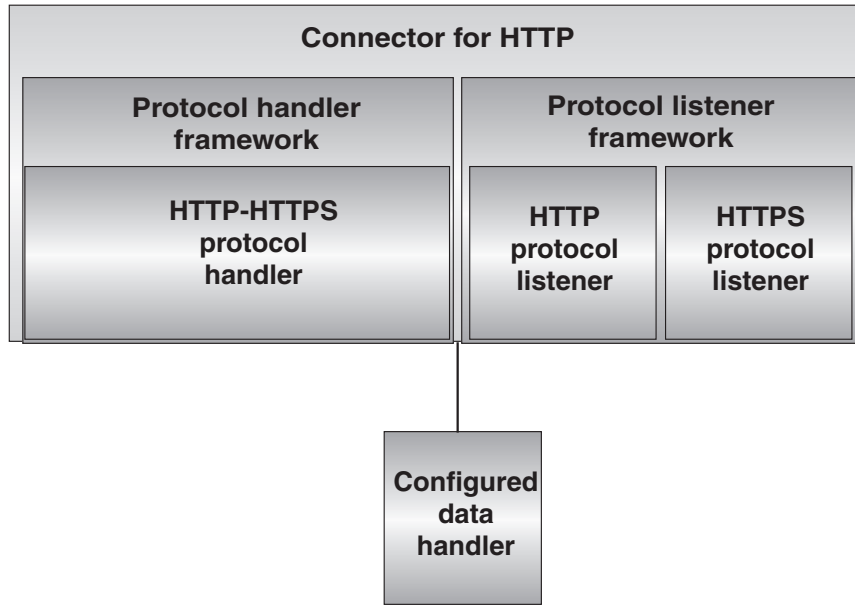 Connector for HTTP
Protocol handler
framework
Protocol listener
framework
HTTP-HTTPS
protocol
handler
HTTP
protocol
listener
HTTPS
protocol
listener
Configured
data
handler